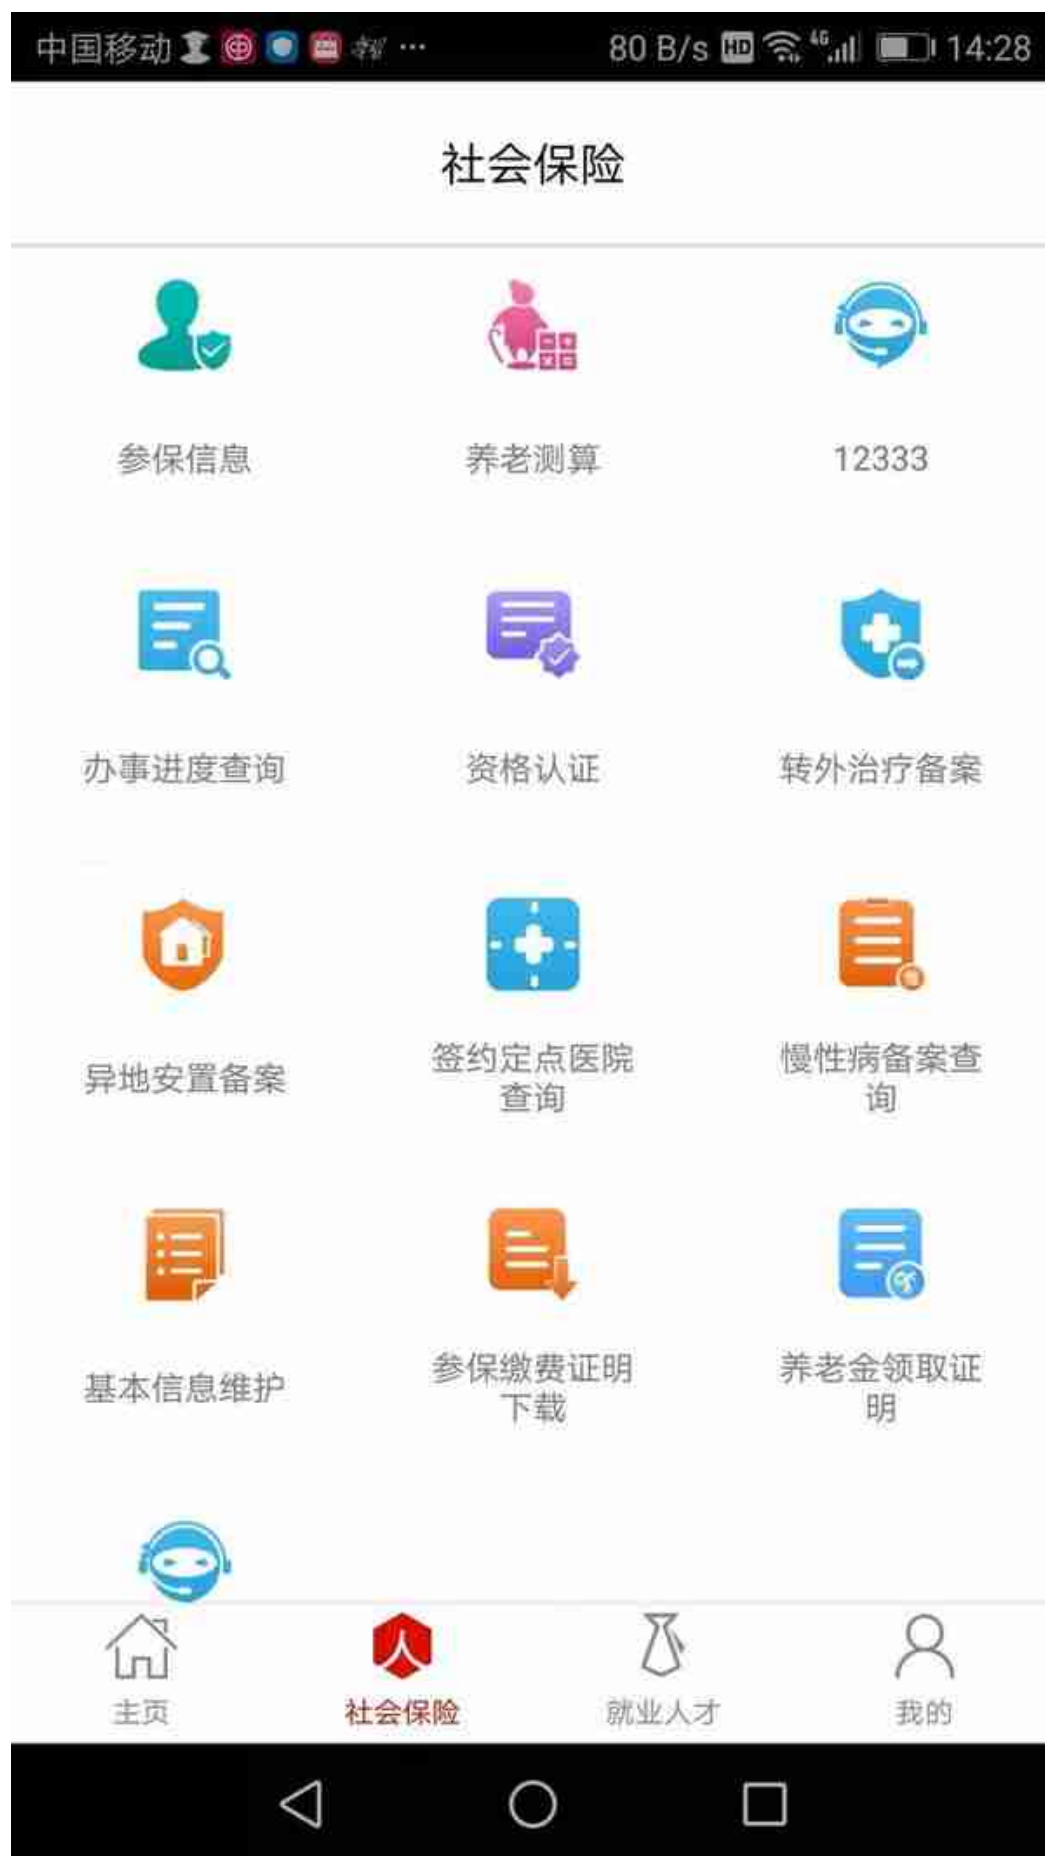 中国移动 80 B/s HD 4G 14:28
社会保险
参保信息 养老测算 12333
办事进度查询 资格认证 转外治疗备案
异地安置备案
签约定点医院
查询
慢性病备案查
询
基本信息维护
参保缴费证明
下载
养老金领取证
明
主页 社会保险 就业人才 我的